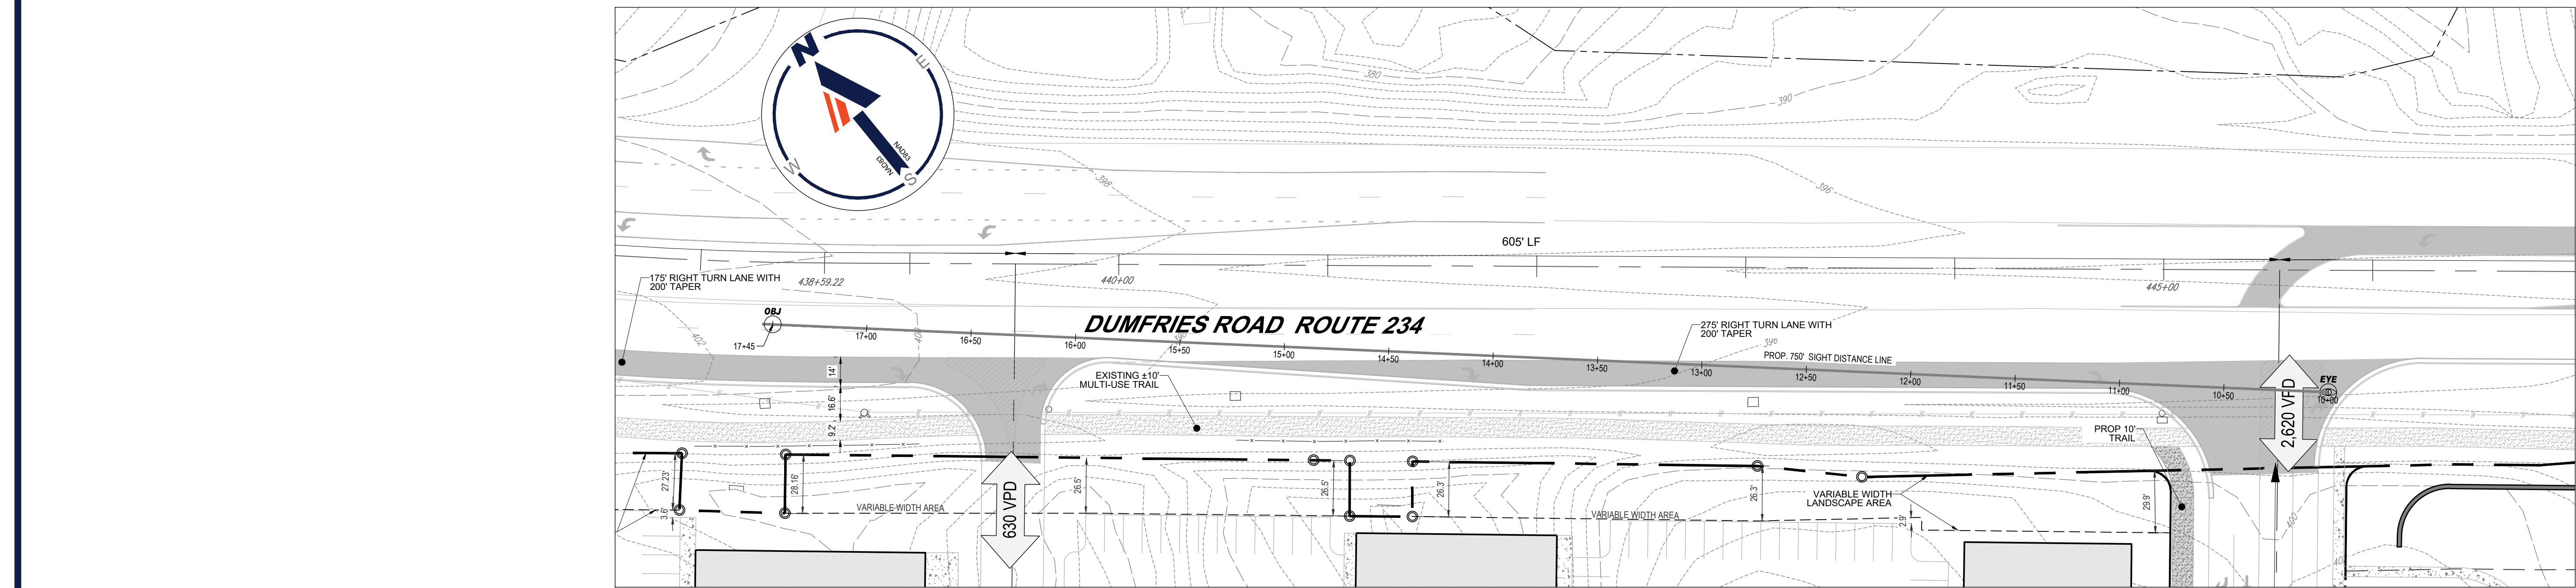 380
390
N
E
W
S
NAD83
NAD83
398
396
605' LF
175' RIGHT TURN LANE WITH
200' TAPER
438+59.22
440+00
445+00
402
400
OBJ
17+45
17+00
16+50
16+00
15+50
15+00
14+50
14+00
13+50
13+00
12+50
12+00
11+50
11+00
10+50
10+00
EYE
DUMFRIES ROAD ROUTE 234
275' RIGHT TURN LANE WITH
200' TAPER
PROP. 750' SIGHT DISTANCE LINE
14'
16.6'
9.2'
EXISTING ±10'
MULTI-USE TRAIL
PROP 10'
TRAIL
27.23'
3.6'
28.16'
630 VPD
26.5'
26.5'
26.3'
26.3'
2.9'
29.9'
2,620 VPD
VARIABLE WIDTH AREA
VARIABLE WIDTH AREA
VARIABLE WIDTH
LANDSCAPE AREA
400